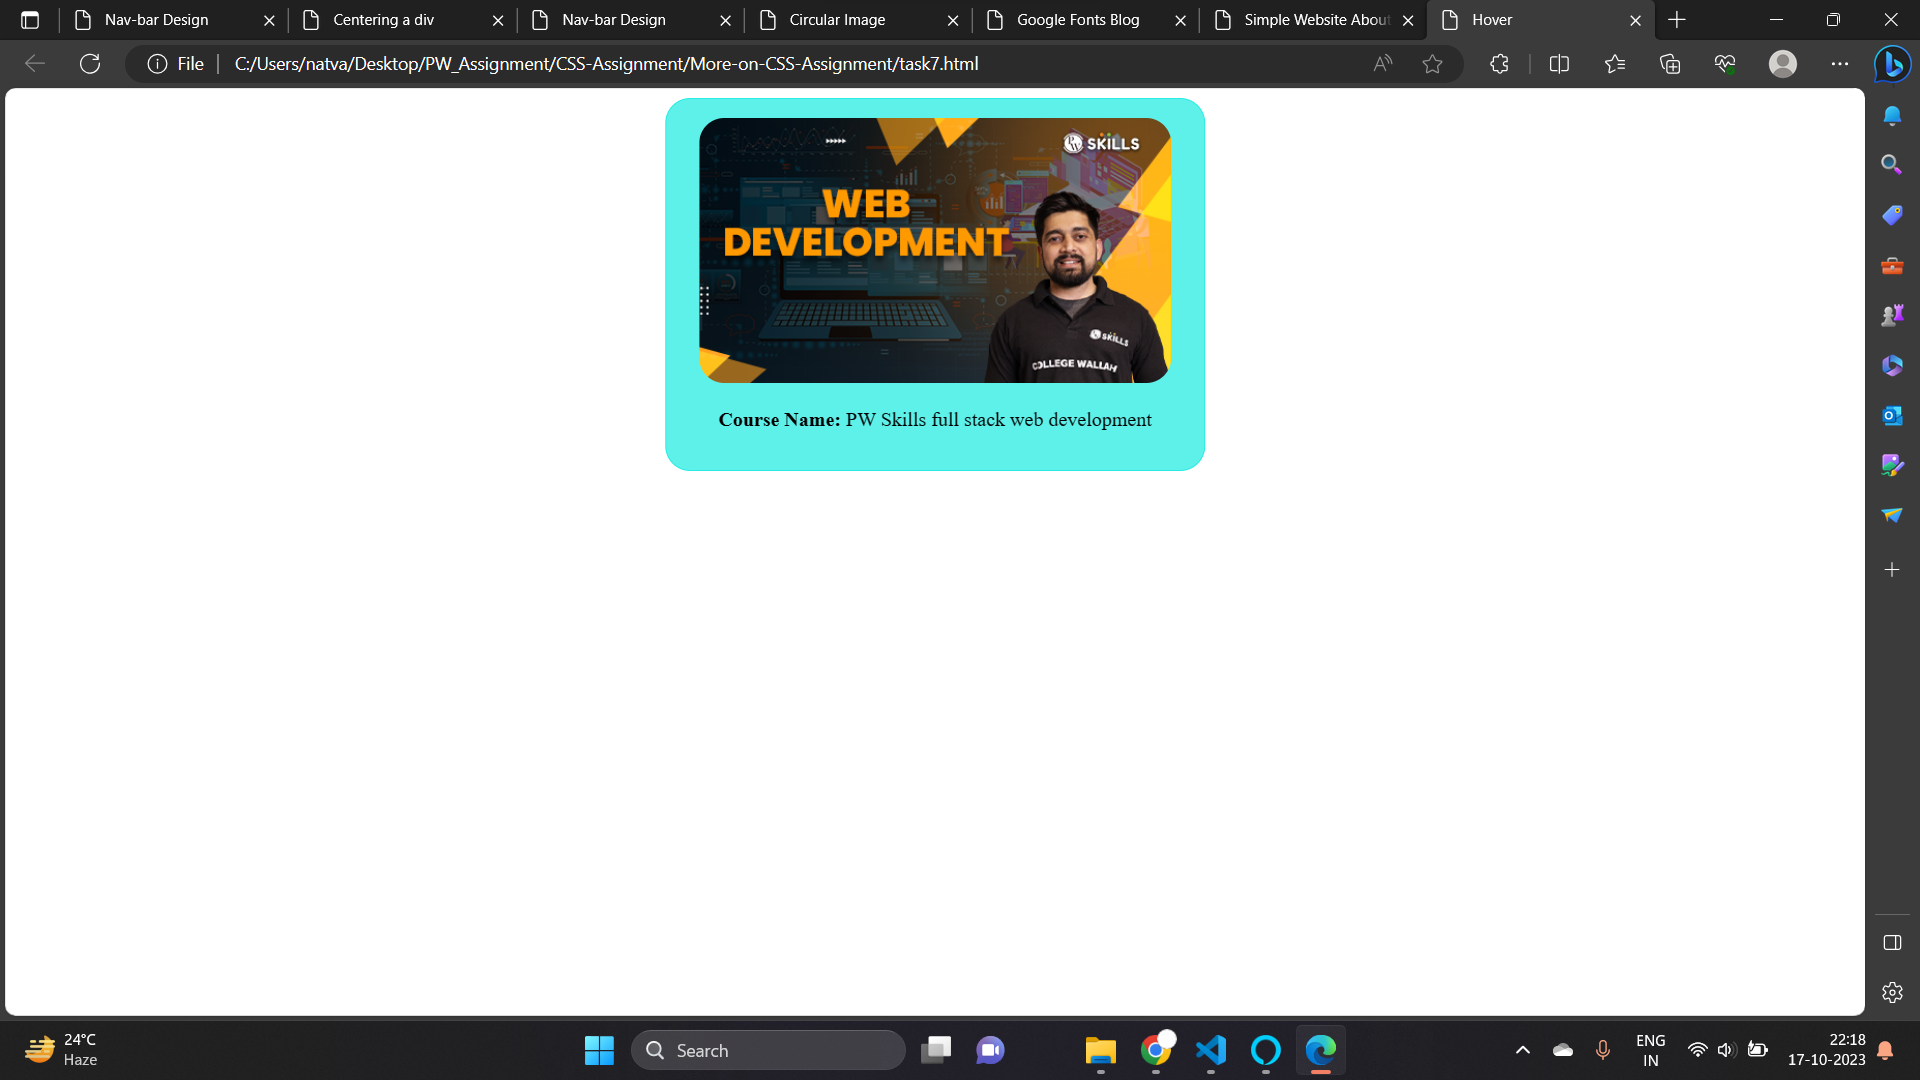 Nav-bar Design
Centering a div
Nav-bar Design
Circular Image
Google Fonts Blog
Simple Website Abou
Hover
File
C:/Users/natva/Desktop/PW_Assignment/CSS-Assignment/More-on-CSS-Assignment/task7.html
PW SKILLS
WEB
DEVELOPMENT
SKILLS
COLLEGE WALLAH
Course Name: PW Skills full stack web development
24°C
Haze
Search
ENG
IN
22:18
17-10-2023